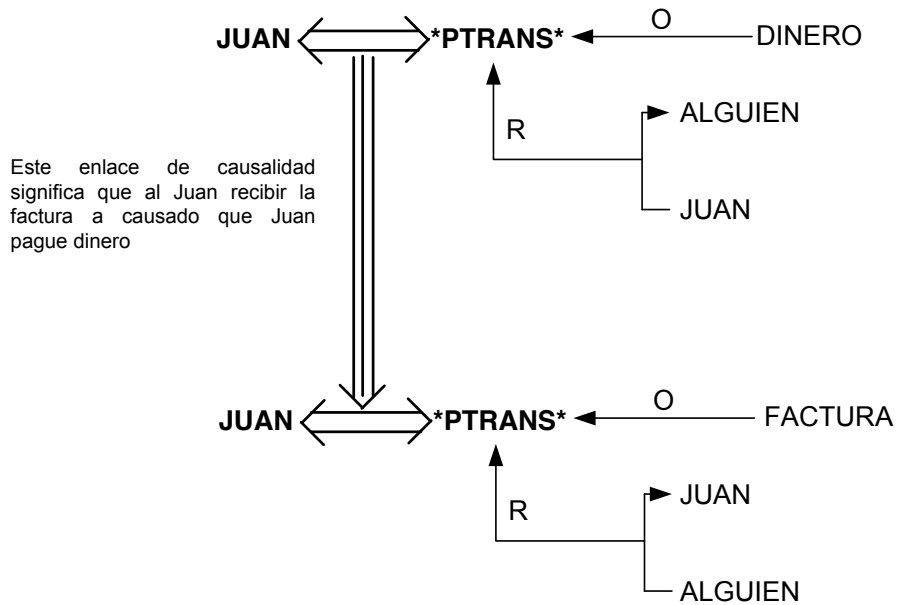 JUAN *PTRANS* O DINERO
R ALGUIEN
JUAN
Este enlace de causalidad
significa que al Juan recibir la
factura a causado que Juan
pague dinero
JUAN *PTRANS* O FACTURA
R JUAN
ALGUIEN